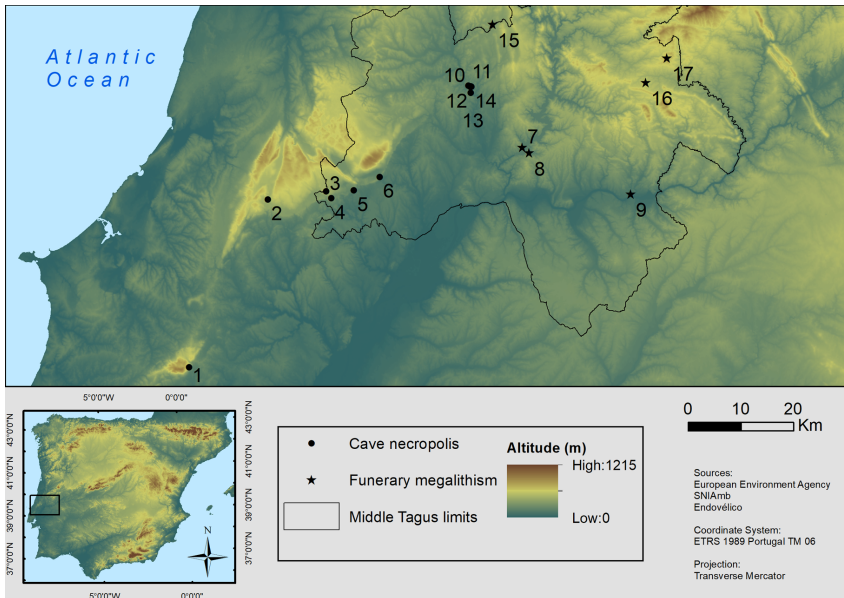 Atlantic
Ocean
15
17
16
10 11
12 14
13
7
8
9
3
6
5
4
2
1
5°0'0"W 0°0'0"
43°0'0"N
41°0'0"N
39°0'0"N
37°0'0"N
43°0'0"N
41°0'0"N
39°0'0"N
37°0'0"N
N
5°0'0"W 0°0'0"
Cave necropolis
Funerary megalithism
Middle Tagus limits
Altitude (m)
High:1215
Low:0
0 10 20
Km
Sources:
European Environment Agency
SNIAmb
Endovélico
Coordinate System:
ETRS 1989 Portugal TM 06
Projection:
Transverse Mercator